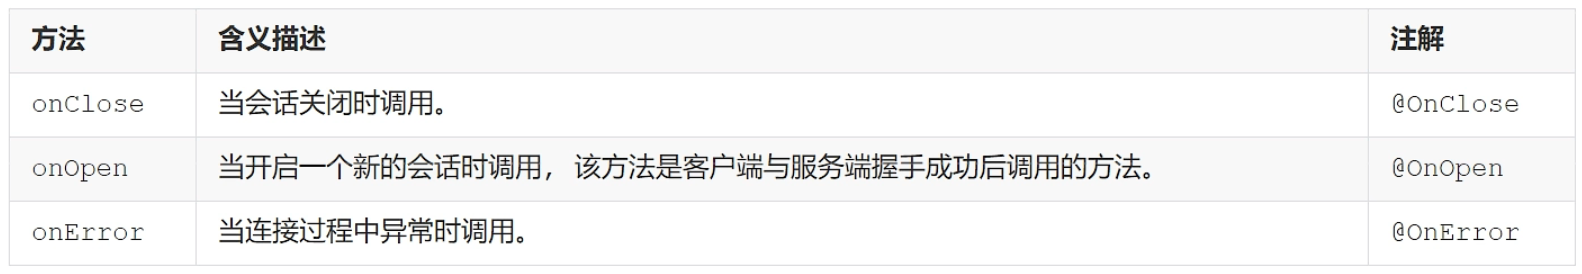 方法 含义描述 注解
onClose 当会话关闭时调用。 @OnClose
onOpen 当开启一个新的会话时调用，该方法是客户端与服务端握手成功后调用的方法。 @OnOpen
onError 当连接过程中异常时调用。 @OnError